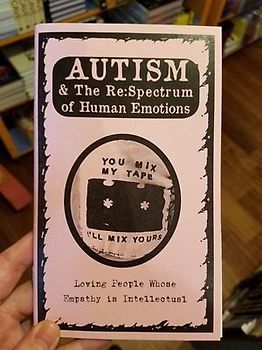 AUTISM
& The Re:Spectrum
of Human Emotions
YOU MIX
MY TAPE
I'LL MIX YOURS
Loving People Whose
Empathy is Intellectual